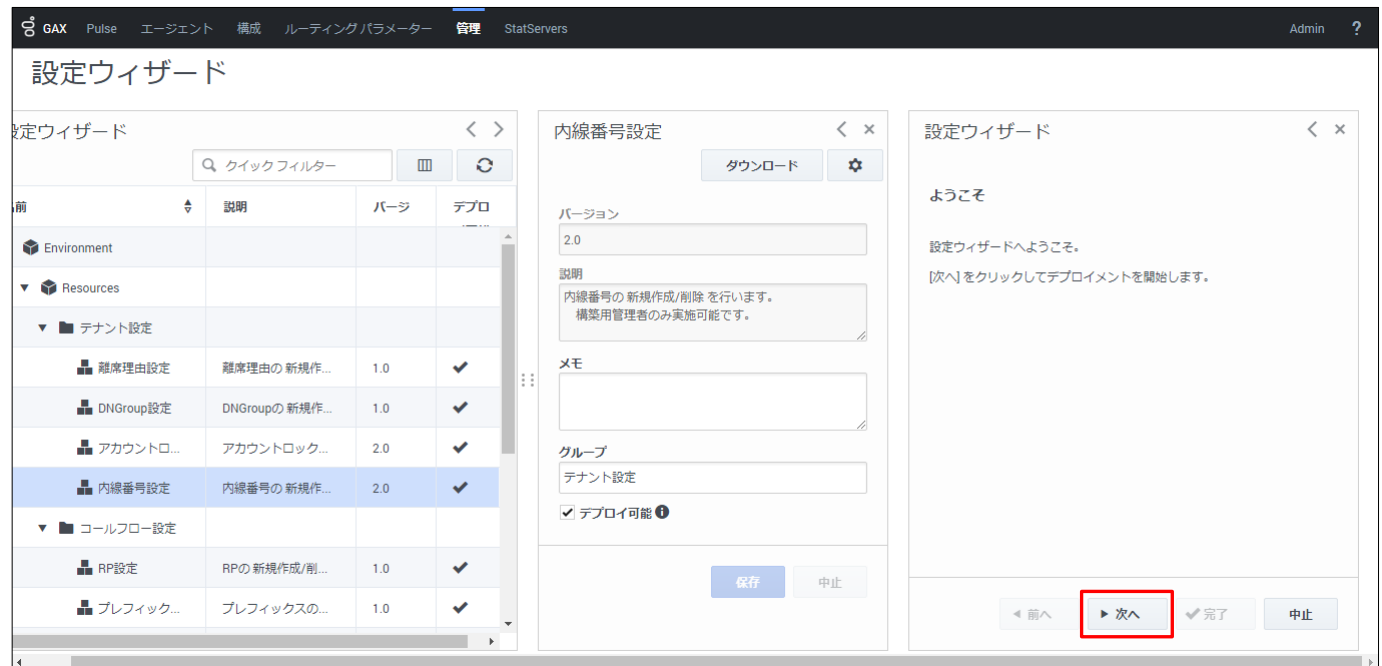 GAX Pulse エージェント 構成 ルーティング パラメーター 管理 StatServers Admin ?
設定ウィザード
設定ウィザード
クイック フィルター
名前 説明 バージ デプロ
Environment
Resources
テナント設定
離席理由設定 離席理由の 新規作... 1.0
DNGroup設定 DNGroupの 新規作... 1.0
アカウントロ... アカウントロック... 2.0
内線番号設定 内線番号の 新規作... 2.0
コールフロー設定
RP設定 RPの 新規作成/削... 1.0
プレフィック... プレフィックスの... 1.0
内線番号設定
ダウンロード
バージョン
2.0
説明
内線番号の 新規作成/削除 を行います。
構築用管理者のみ実施可能です。
メモ
グループ
テナント設定
デプロイ可能
保存 中止
設定ウィザード
ようこそ
設定ウィザードへようこそ。
[次へ] をクリックしてデプロイメントを開始します。
前へ 次へ 完了 中止